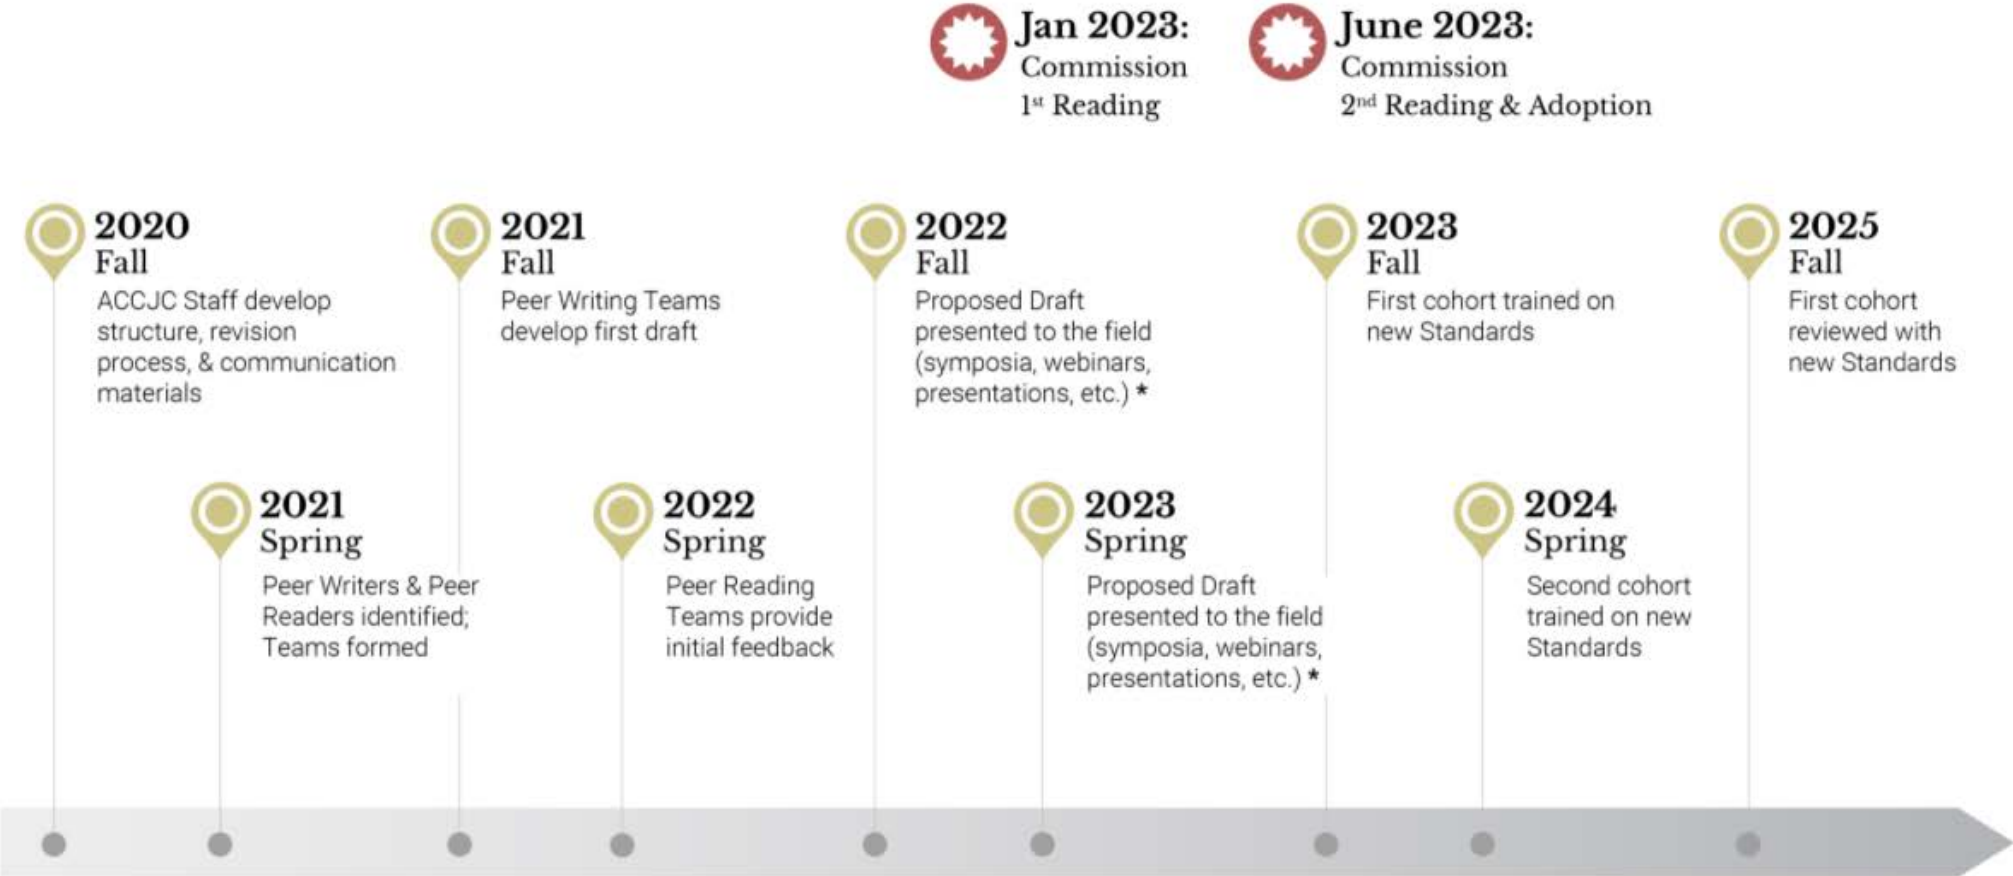 Jan 2023:
Commission
1st Reading
June 2023:
Commission
2nd Reading & Adoption
2020
Fall
ACCJC Staff develop
structure, revision
process, & communication
materials
2021
Fall
Peer Writing Teams
develop first draft
2022
Fall
Proposed Draft
presented to the field
(symposia, webinars,
presentations, etc.) *
2023
Fall
First cohort trained on
new Standards
2025
Fall
First cohort
reviewed with
new Standards
2021
Spring
Peer Writers & Peer
Readers identified;
Teams formed
2022
Spring
Peer Reading
Teams provide
initial feedback
2023
Spring
Proposed Draft
presented to the field
(symposia, webinars,
presentations, etc.) *
2024
Spring
Second cohort
trained on new
Standards